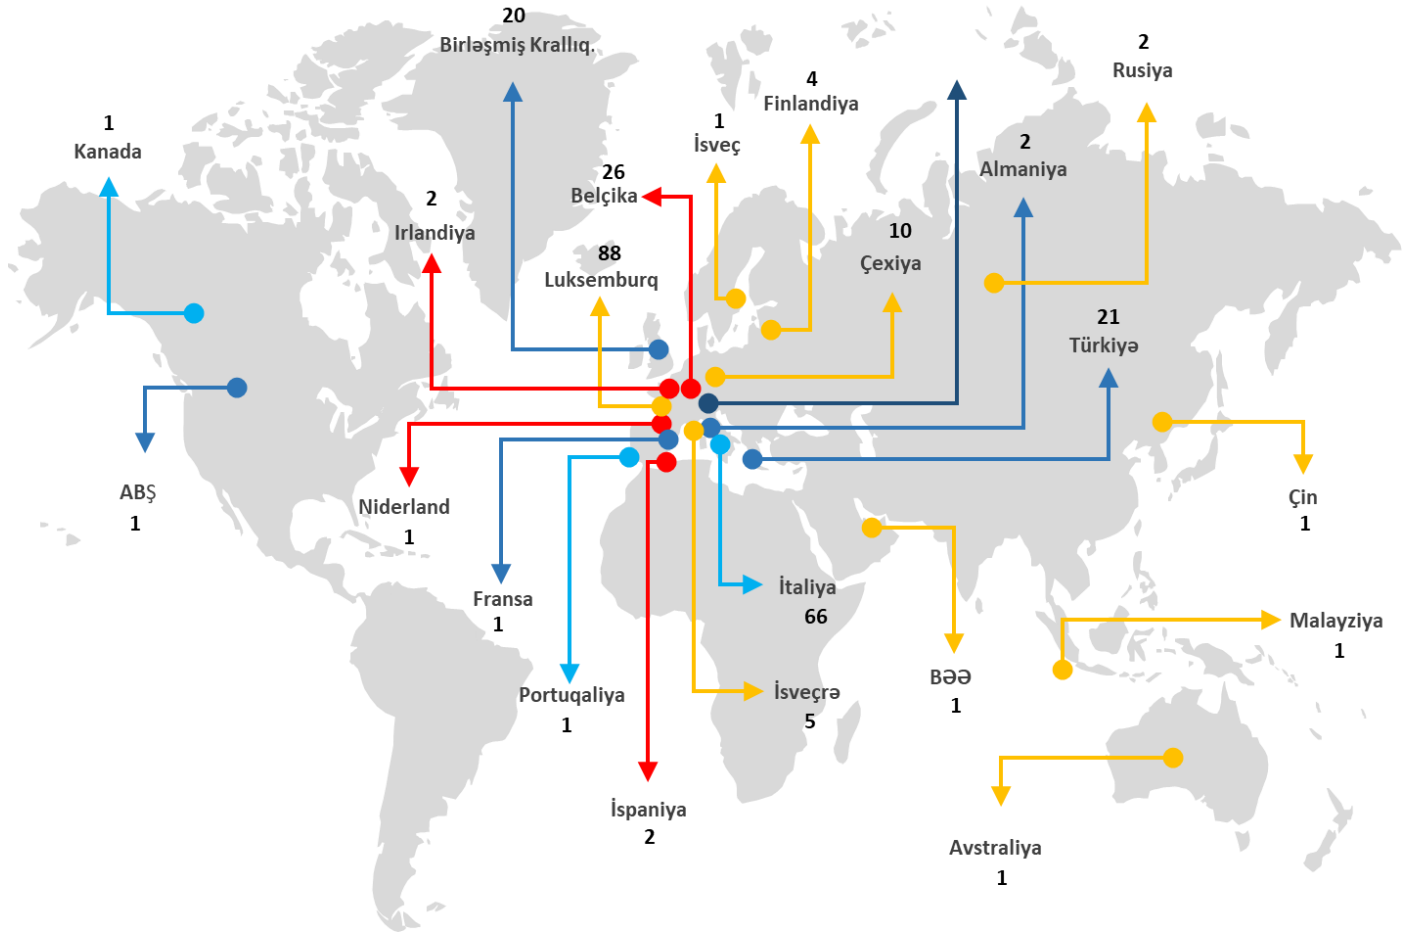 20
Birləşmiş Krallıq.
2
Rusiya
4
Finlandiya
1
İsveç
1
Kanada
2
Almaniya
26
Belçika
2
Irlandiya
10
Çexiya
88
Luksemburq
21
Türkiyə
ABŞ
1
Niderland
1
Çin
1
Fransa
1
İtaliya
66
Malayziya
1
Portuqaliya
1
İsveçrə
5
BƏƏ
1
İspaniya
2
Avstraliya
1